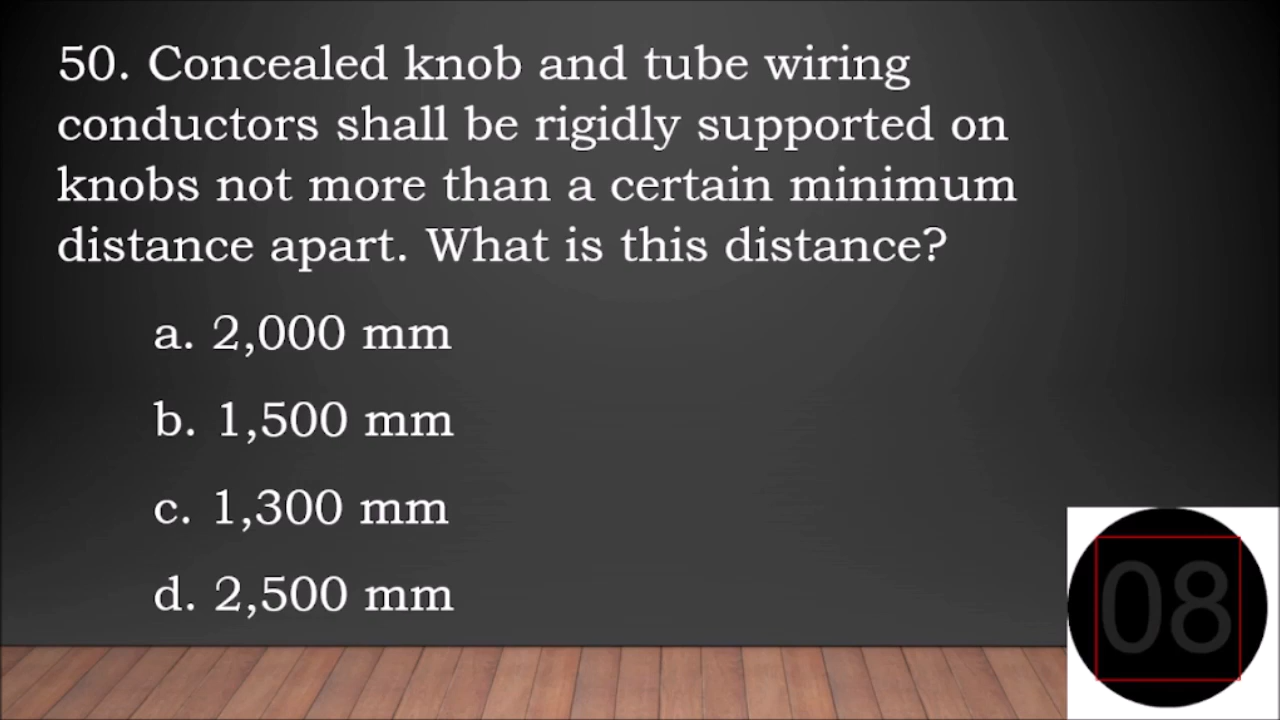 50. Concealed knob and tube wiring
conductors shall be rigidly supported on
knobs not more than a certain minimum
distance apart. What is this distance?
a. 2,000 mm
b. 1,500 mm
c. 1,300 mm
d. 2,500 mm
08